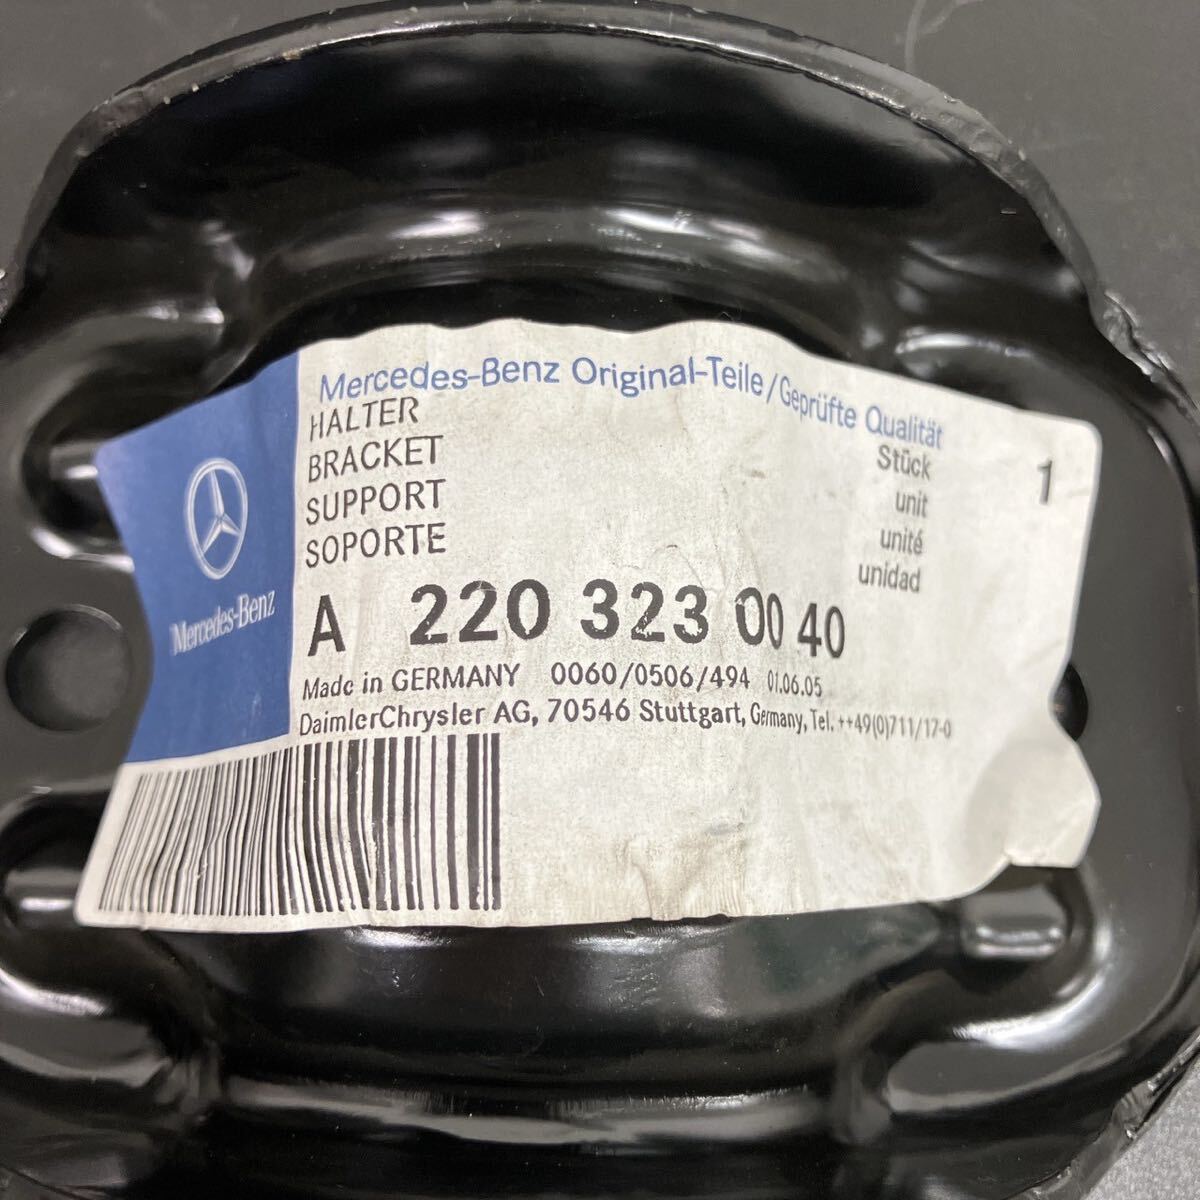 Mercedes-Benz Original-Teile/Geprüfte Qualität
HALTER
BRACKET
SUPPORT
SOPORTE
Stück 1
unit
unité
unidad
A 220 323 00 40
Made in GERMANY 0060/0506/494 01.06.05
DaimlerChrysler AG, 70546 Stuttgart, Germany, Tel. ++49(0)711/17-0
Mercedes-Benz